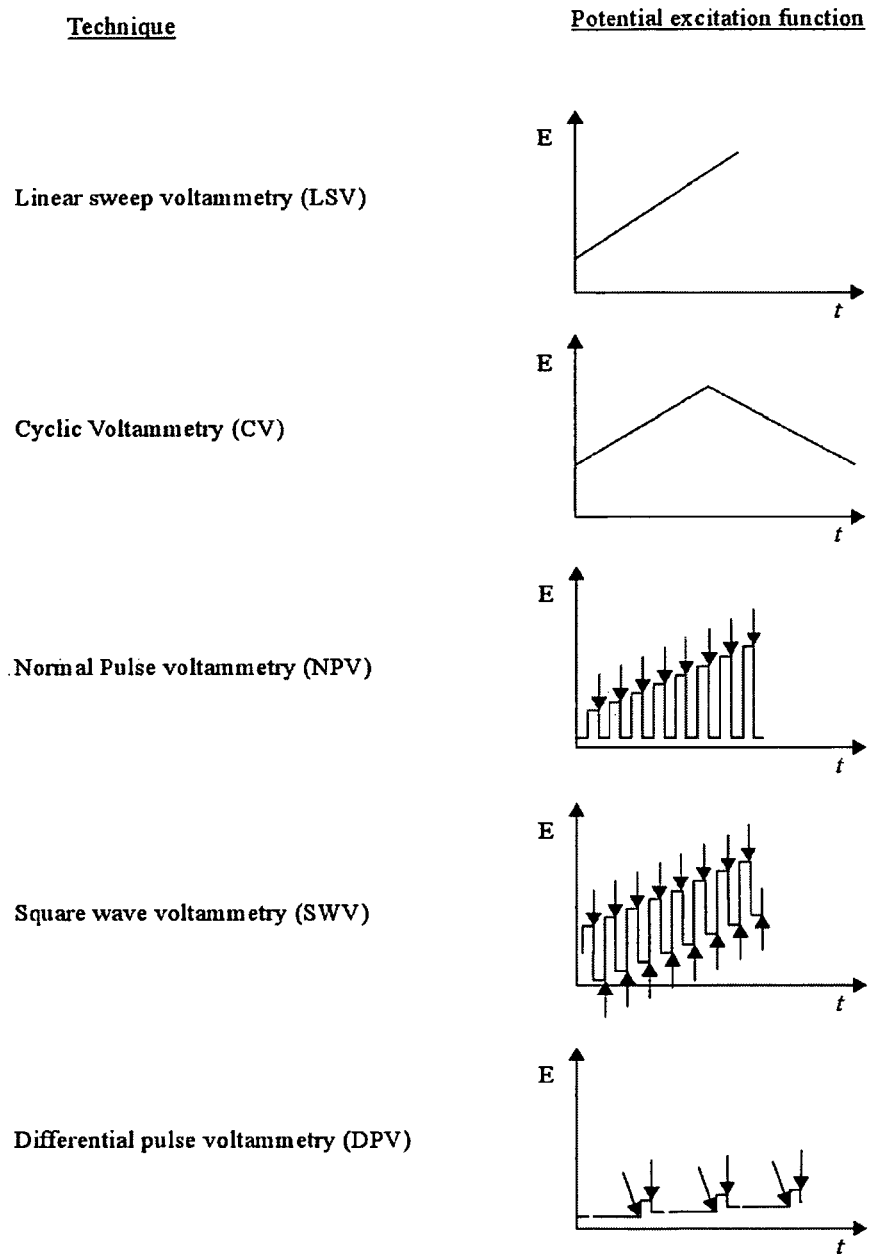 Technique
Potential excitation function
E
Linear sweep voltammetry (LSV)
t
E
Cyclic Voltammetry (CV)
t
E
.Normal Pulse voltammetry (NPV)
t
E
Square wave voltammetry (SWV)
t
E
Differential pulse voltammetry (DPV)
t